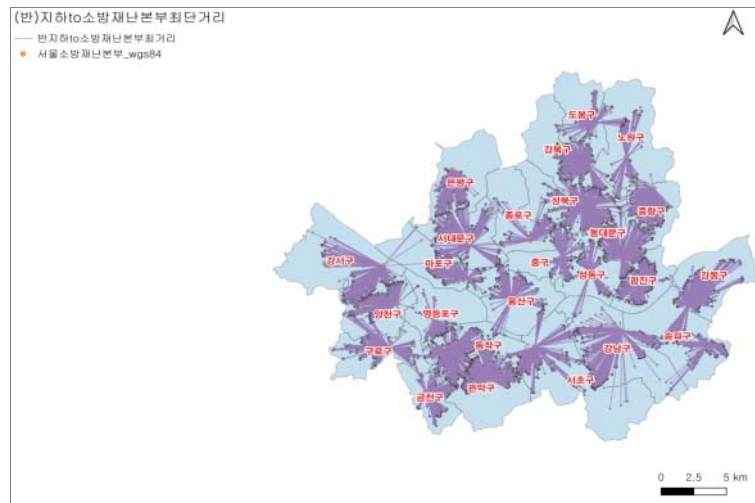 (반)지하to소방재난본부최단거리
반지하to소방재난본부최거리
서울소방재난본부_wgs84
도봉구
노원구
강북구
은평구
성북구
중랑구
종로구
서대문구
동대문구
강서구
마포구
중구
성동구
광진구
강동구
용산구
양천구
영등포구
송파구
구로구
동작구
강남구
서초구
관악구
금천구
0 2.5 5 km